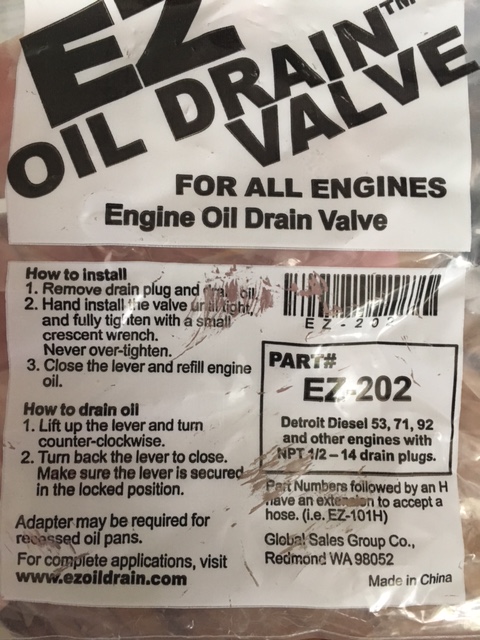 EZ
OIL DRAIN™
VALVE
FOR ALL ENGINES
Engine Oil Drain Valve
How to install
1. Remove drain plug and drain oil.
2. Hand install the valve until tight,
and fully tighten with a small
crescent wrench.
Never over-tighten.
3. Close the lever and refill engine
oil.
How to drain oil
1. Lift up the lever and turn
counter-clockwise.
2. Turn back the lever to close.
Make sure the lever is secured
in the locked position.
Adapter may be required for
recessed oil pans.
For complete applications, visit
www.ezoildrain.com
EZ-202
PART#
EZ-202
Detroit Diesel 53, 71, 92
and other engines with
NPT 1/2 – 14 drain plugs.
Part Numbers followed by an H
have an extension to accept a
hose. (i.e. EZ-101H)
Global Sales Group Co.,
Redmond WA 98052
Made in China